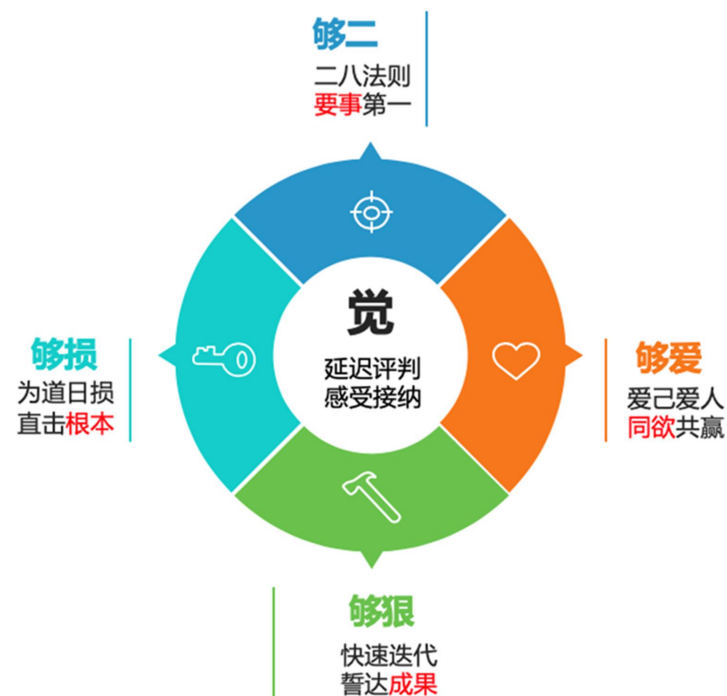 够二
二八法则
要事第一
觉
延迟评判
感受接纳
够损
为道日损
直击根本
够爱
爱己爱人
同欲共赢
够狠
快速迭代
誓达成果